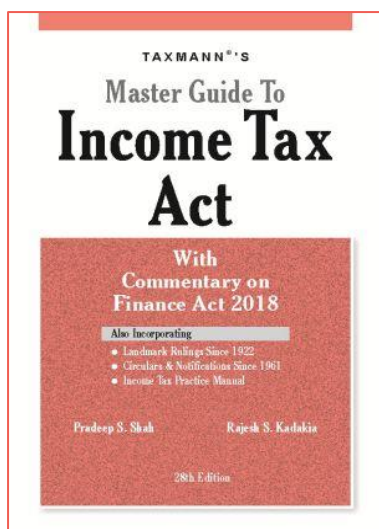 TAXMANN®'S
Master Guide To
Income Tax
Act
With
Commentary on
Finance Act 2018
Also Incorporating
● Landmark Rulings Since 1922
● Circulars & Notifications Since 1961
● Income Tax Practice Manual
Pradeep S. Shah Rajesh S. Kadakia
28th Edition